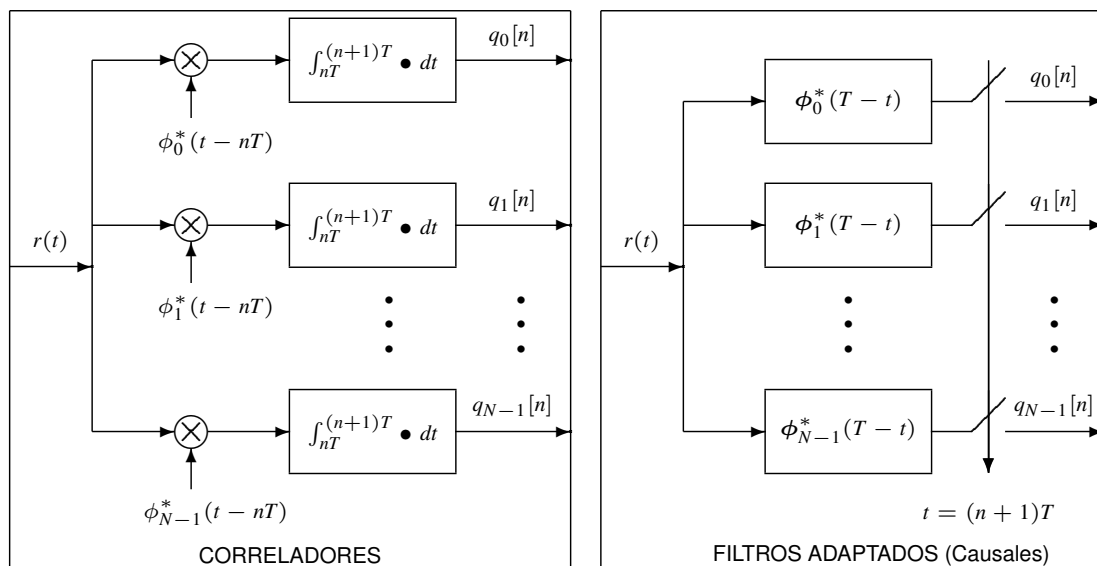 q₀[n]
∫_{nT}^{(n+1)T} • dt
ϕ₀*(t − nT)
q₁[n]
∫_{nT}^{(n+1)T} • dt
r(t)
ϕ₁*(t − nT)
q_{N−1}[n]
∫_{nT}^{(n+1)T} • dt
ϕ*_{N−1}(t − nT)
CORRELADORES
q₀[n]
ϕ₀*(T − t)
q₁[n]
ϕ₁*(T − t)
r(t)
q_{N−1}[n]
ϕ*_{N−1}(T − t)
t = (n + 1)T
FILTROS ADAPTADOS (Causales)